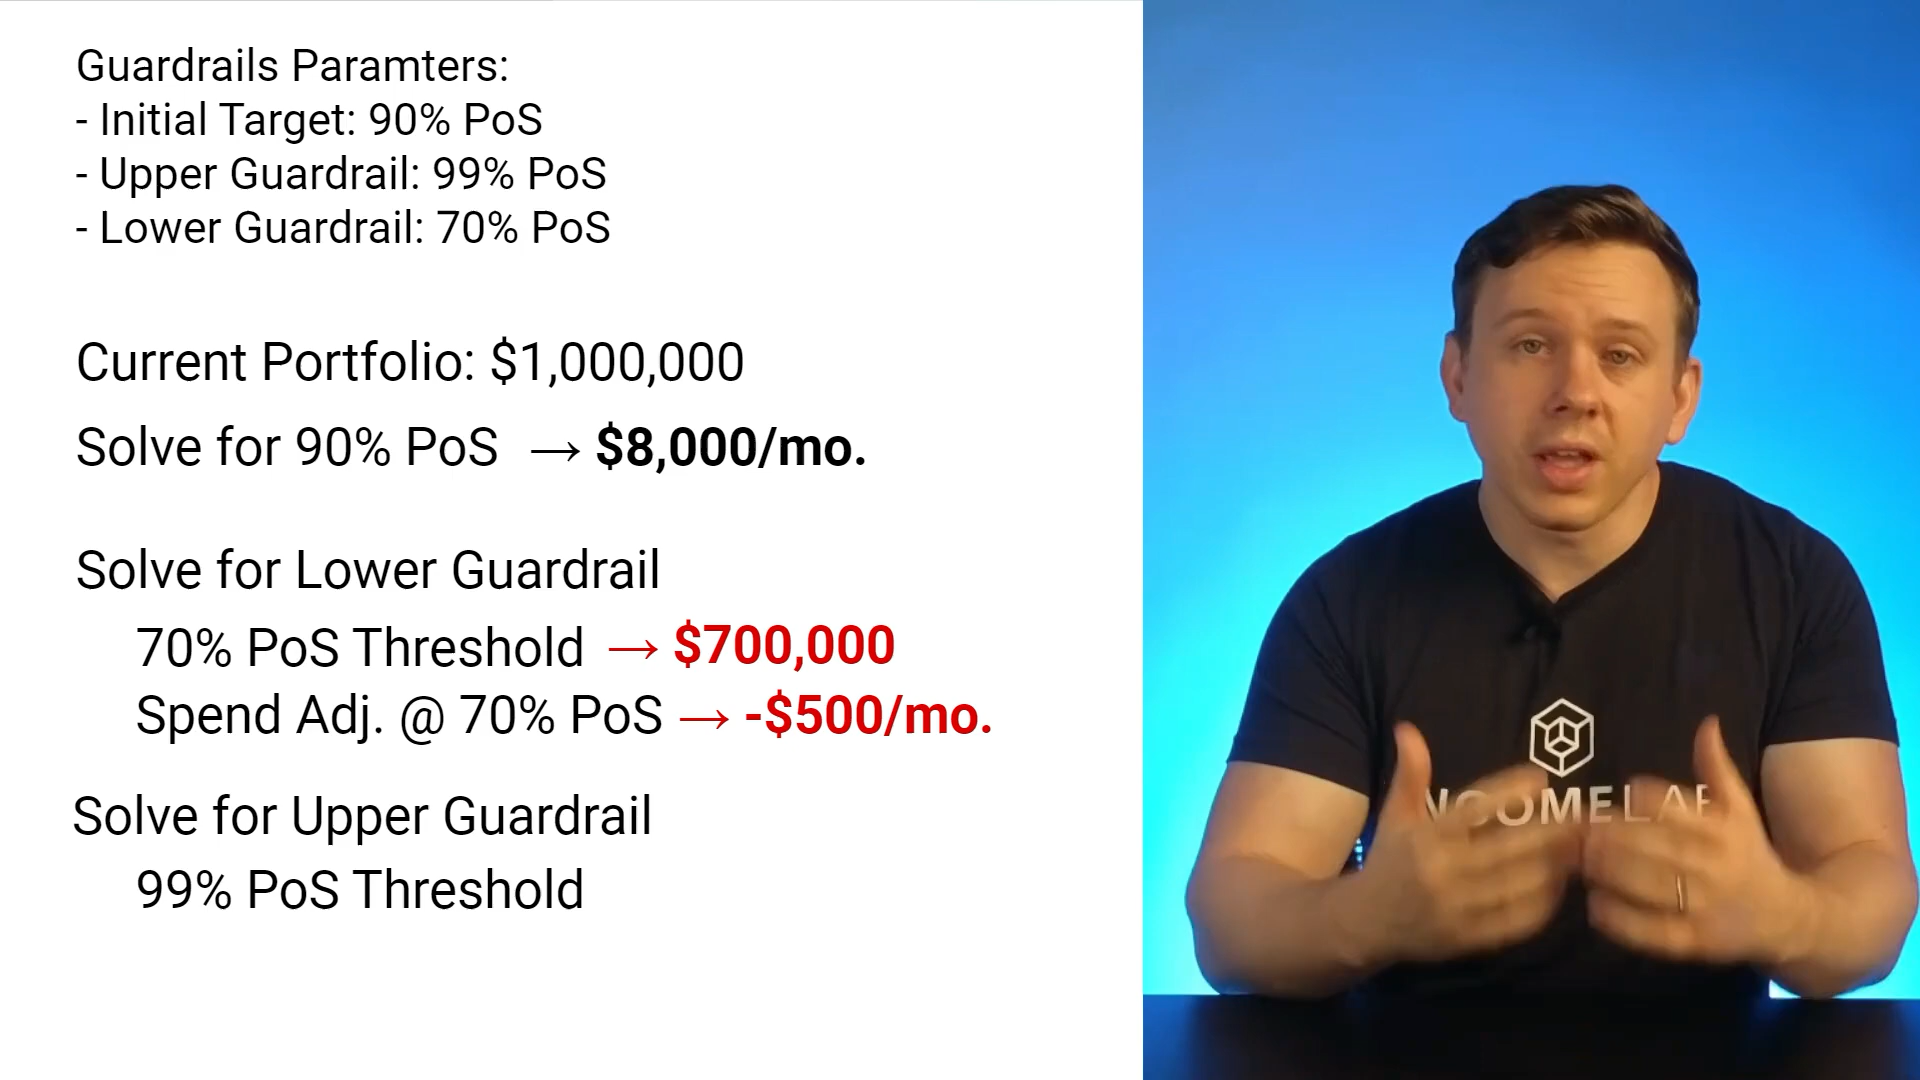 Guardrails Paramters:
- Initial Target: 90% PoS
- Upper Guardrail: 99% PoS
- Lower Guardrail: 70% PoS
Current Portfolio: $1,000,000
Solve for 90% PoS → $8,000/mo.
Solve for Lower Guardrail
70% PoS Threshold → $700,000
Spend Adj. @ 70% PoS → -$500/mo.
Solve for Upper Guardrail
99% PoS Threshold
NCOMELAB